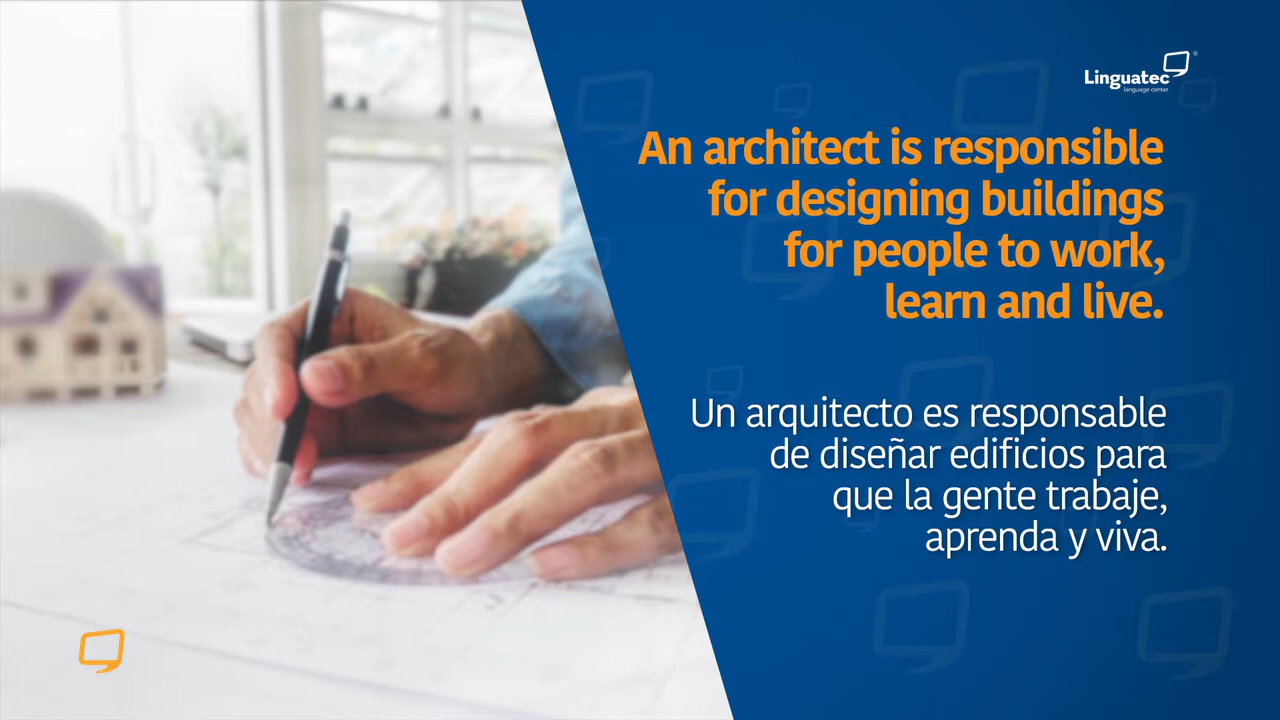 Linguatec®
language center
An architect is responsible
for designing buildings
for people to work,
learn and live.
Un arquitecto es responsable
de diseñar edificios para
que la gente trabaje,
aprenda y viva.